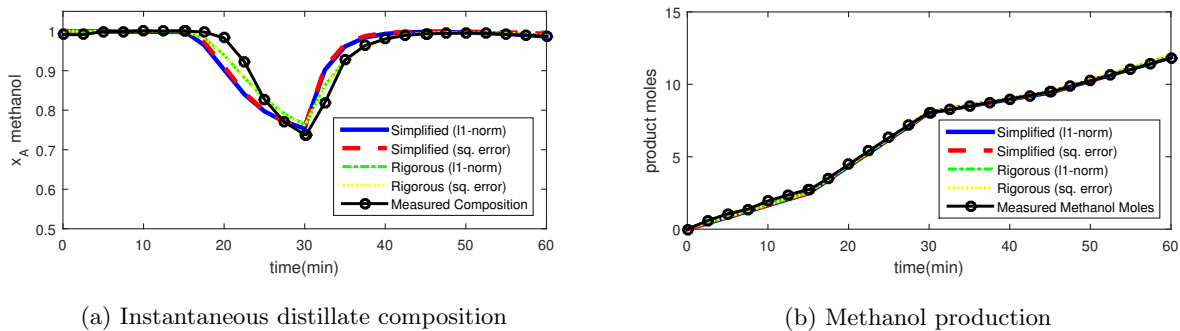 1
0.9
0.8
0.7
0.6
0.5
x_A methanol
0 10 20 30 40 50 60
time(min)
Simplified (l1-norm)
Simplified (sq. error)
Rigorous (l1-norm)
Rigorous (sq. error)
Measured Composition
(a) Instantaneous distillate composition
15
10
5
0
product moles
0 10 20 30 40 50 60
time(min)
Simplified (l1-norm)
Simplified (sq. error)
Rigorous (l1-norm)
Rigorous (sq. error)
Measured Methanol Moles
(b) Methanol production